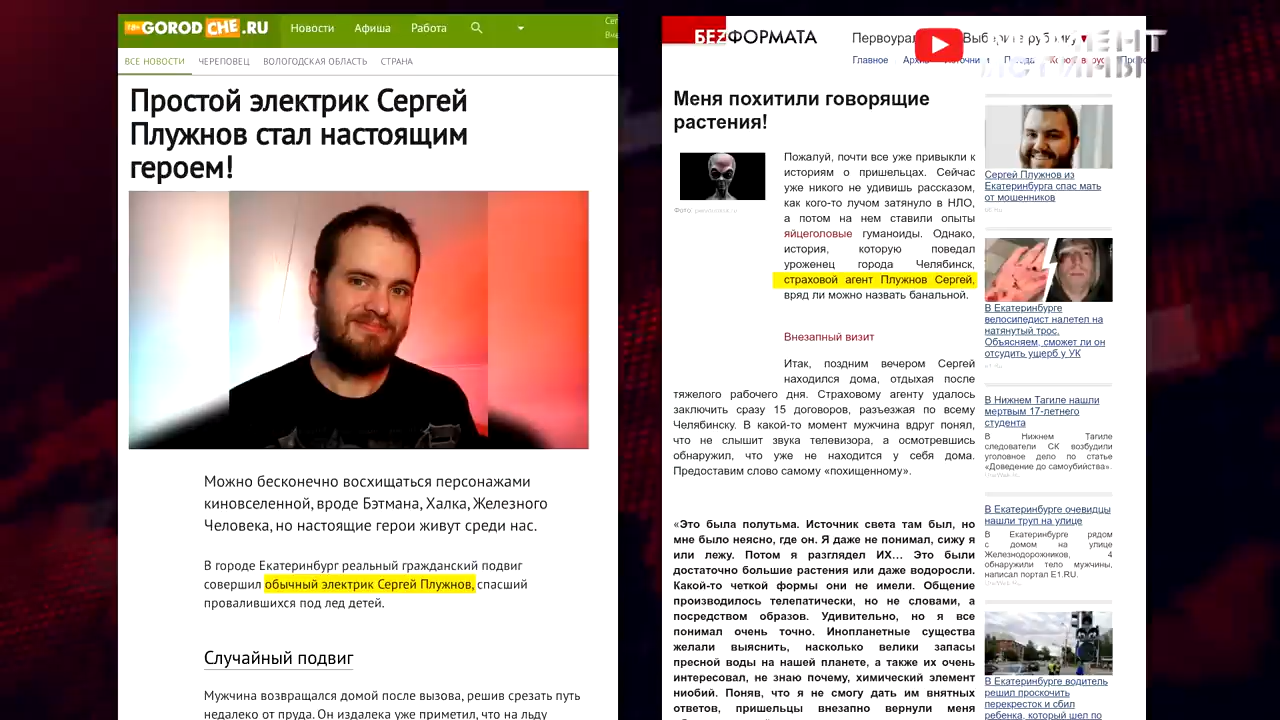 GOROD ЧЕ.RU
Новости Афиша Работа
ВСЕ НОВОСТИ ЧЕРЕПОВЕЦ ВОЛОГОДСКАЯ ОБЛАСТЬ СТРАНА
Простой электрик Сергей
Плужнов стал настоящим
героем!
Можно бесконечно восхищаться персонажами
киновселенной, вроде Бэтмана, Халка, Железного
Человека, но настоящие герои живут среди нас.
В городе Екатеринбург реальный гражданский подвиг
совершил обычный электрик Сергей Плужнов, спасший
провалившихся под лед детей.
Случайный подвиг
Мужчина возвращался домой после вызова, решив срезать путь
недалеко от пруда. Он издалека уже приметил, что на льду
БЕZФОРМАТА
Главное
Меня похитили говорящие
растения!
Фото:
Пожалуй, почти все уже привыкли к
историям о пришельцах. Сейчас
уже никого не удивишь рассказом,
как кого-то лучом затянуло в НЛО,
а потом на нем ставили опыты
яйцеголовые гуманоиды. Однако,
история, которую поведал
уроженец города Челябинск,
страховой агент Плужнов Сергей,
вряд ли можно назвать банальной.
Внезапный визит
Итак, поздним вечером Сергей
находился дома, отдыхая после
тяжелого рабочего дня. Страховому агенту удалось
заключить сразу 15 договоров, разъезжая по всему
Челябинску. В какой-то момент мужчина вдруг понял,
что не слышит звука телевизора, а осмотревшись
обнаружил, что уже не находится у себя дома.
Предоставим слово самому «похищенному».
«Это была полутьма. Источник света там был, но
мне было неясно, где он. Я даже не понимал, сижу я
или лежу. Потом я разглядел ИХ… Это были
достаточно большие растения или даже водоросли.
Какой-то четкой формы они не имели. Общение
производилось телепатически, но не словами, а
посредством образов. Удивительно, но я все
понимал очень точно. Инопланетные существа
желали выяснить, насколько велики запасы
пресной воды на нашей планете, а также их очень
интересовал, не знаю почему, химический элемент
ниобий. Поняв, что я не смогу дать им внятных
ответов, пришельцы внезапно вернули меня
Сергей Плужнов из
Екатеринбурга спас мать
от мошенников
В Екатеринбурге
велосипедист налетел на
натянутый трос.
Объясняем, сможет ли он
отсудить ущерб у УК
В Нижнем Тагиле нашли
мертвым 17-летнего
студента
В Нижнем Тагиле
следователи СК возбудили
уголовное дело по статье
«Доведение до самоубийства».
В Екатеринбурге очевидцы
нашли труп на улице
В Екатеринбурге рядом
с домом на улице
Железнодорожников, 4
обнаружили тело мужчины,
написал портал E1.RU.
В Екатеринбурге водитель
решил проскочить
перекресток и сбил
ребенка, который шел по